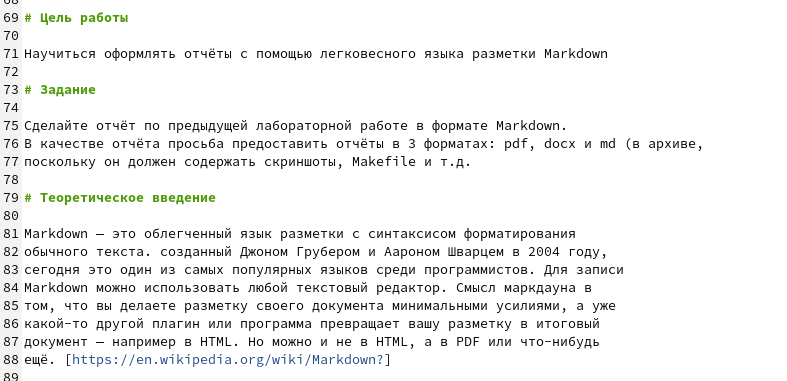 69 # Цель работы
70
71 Научиться оформлять отчёты с помощью легковесного языка разметки Markdown
72
73 # Задание
74
75 Сделайте отчёт по предыдущей лабораторной работе в формате Markdown.
76 В качестве отчёта просьба предоставить отчёты в 3 форматах: pdf, docx и md (в архиве,
77 поскольку он должен содержать скриншоты, Makefile и т.д.
78
79 # Теоретическое введение
80
81 Markdown — это облегченный язык разметки с синтаксисом форматирования
82 обычного текста. созданный Джоном Грубером и Аароном Шварцем в 2004 году,
83 сегодня это один из самых популярных языков среди программистов. Для записи
84 Markdown можно использовать любой текстовый редактор. Смысл маркдауна в
85 том, что вы делаете разметку своего документа минимальными усилиями, а уже
86 какой-то другой плагин или программа превращает вашу разметку в итоговый
87 документ — например в HTML. Но можно и не в HTML, а в PDF или что-нибудь
88 ещё. [https://en.wikipedia.org/wiki/Markdown?]
89